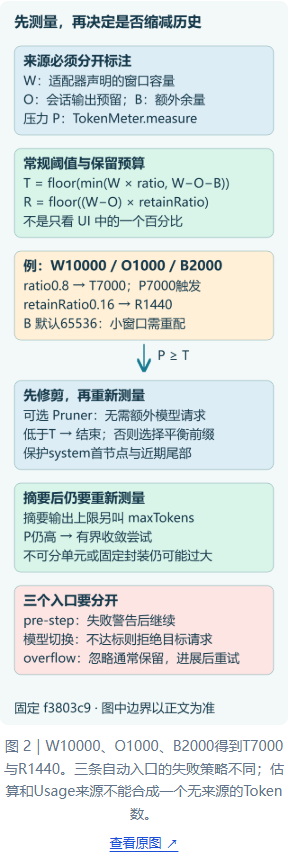 先测量，再决定是否缩减历史
来源必须分开标注
W：适配器声明的窗口容量
O：会话输出预留；B：额外余量
压力 P：TokenMeter.measure
常规阈值与保留预算
T = floor(min(W × ratio, W−O−B))
R = floor((W−O) × retainRatio)
不是只看 UI 中的一个百分比
例：W10000 / O1000 / B2000
ratio0.8 → T7000；P7000触发
retainRatio0.16 → R1440
B 默认65536：小窗口需重配
P ≥ T
先修剪，再重新测量
可选 Pruner：无需额外模型请求
低于T → 结束；否则选择平衡前缀
保护system首节点与近期尾部
摘要后仍要重新测量
摘要输出上限另叫 maxTokens
P仍高 → 有界收敛尝试
不可分单元或固定封装仍可能过大
三个入口要分开
pre-step：失败警告后继续
模型切换：不达标则拒绝目标请求
overflow：忽略通常保留，进展后重试
固定 f3803c9 · 图中边界以正文为准
图 2｜W10000、O1000、B2000得到T7000
与R1440。三条自动入口的失败策略不同；估
算和Usage来源不能合成一个无来源的Token
数。
查看原图 ↗